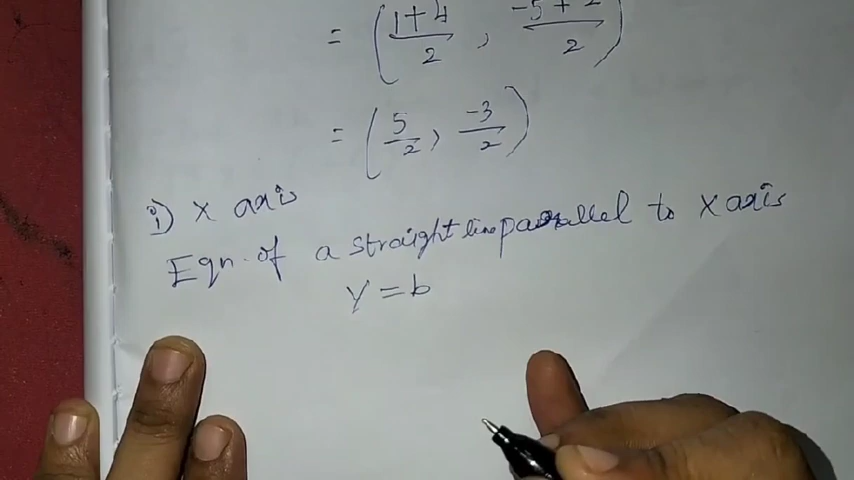 = (1+4/2, -5+2/2)
= (5/2, -3/2)
i) X axis
Eqn. of a straight line parallel to X axis
Y = b